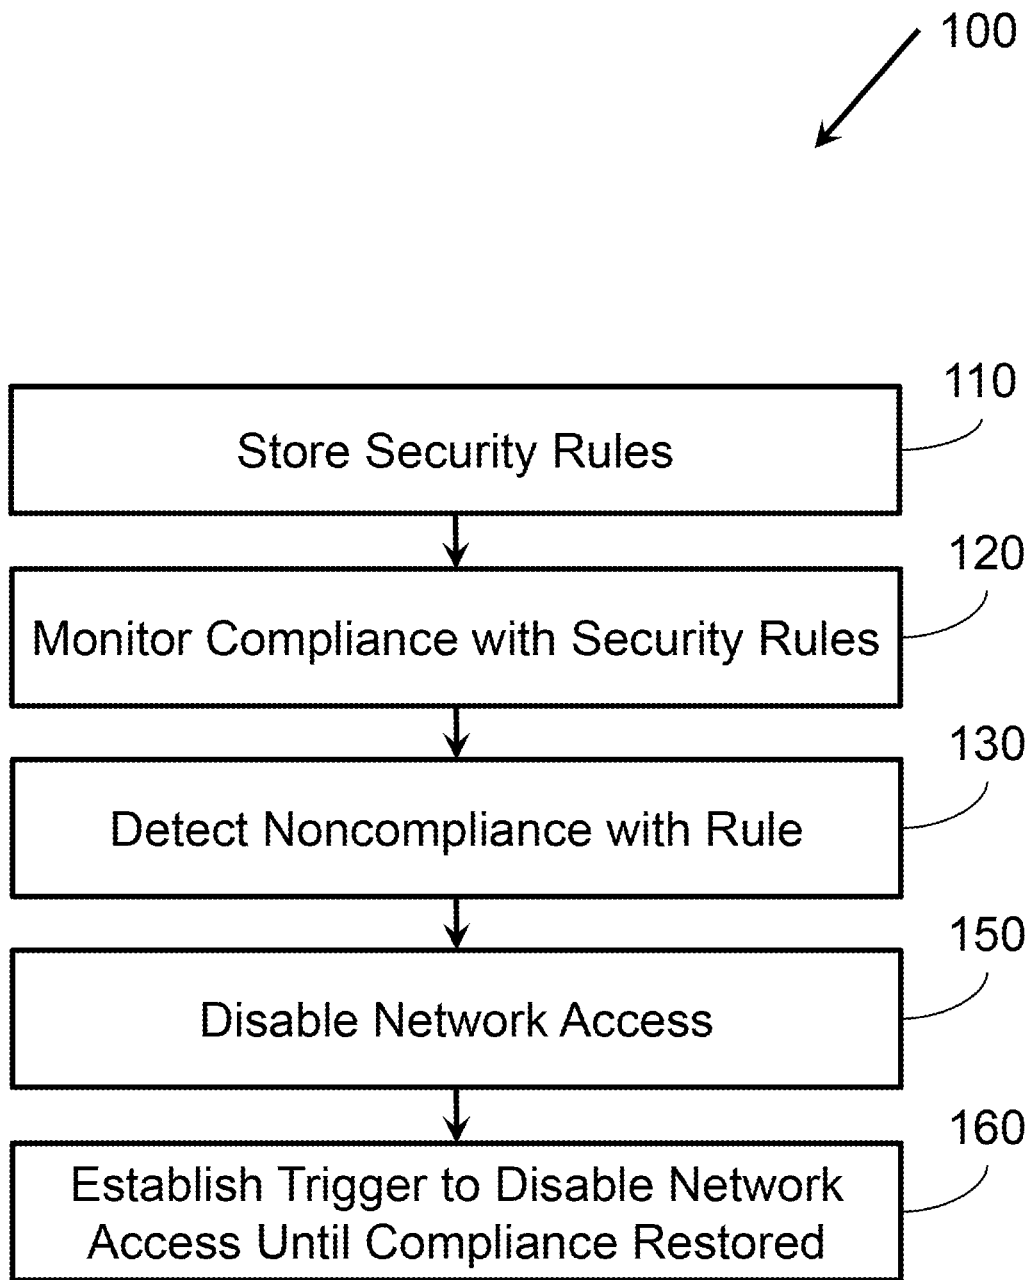 100
110
Store Security Rules
120
Monitor Compliance with Security Rules
130
Detect Noncompliance with Rule
150
Disable Network Access
160
Establish Trigger to Disable Network
Access Until Compliance Restored